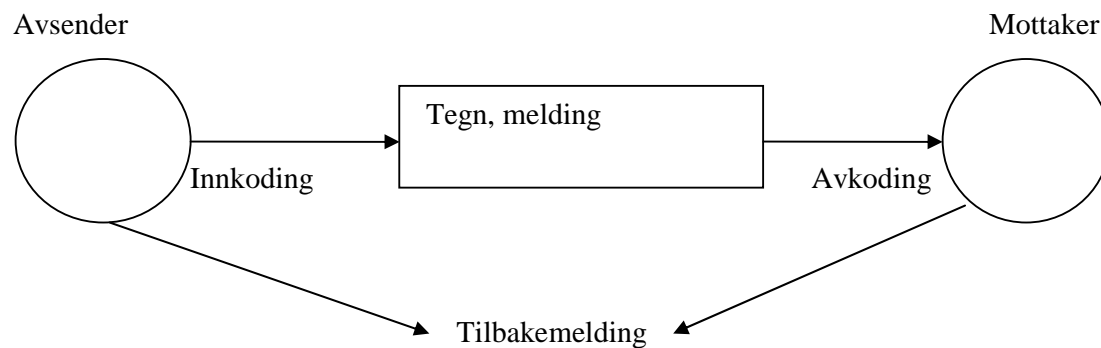 Avsender
Mottaker
Tegn, melding
Innkoding
Avkoding
Tilbakemelding